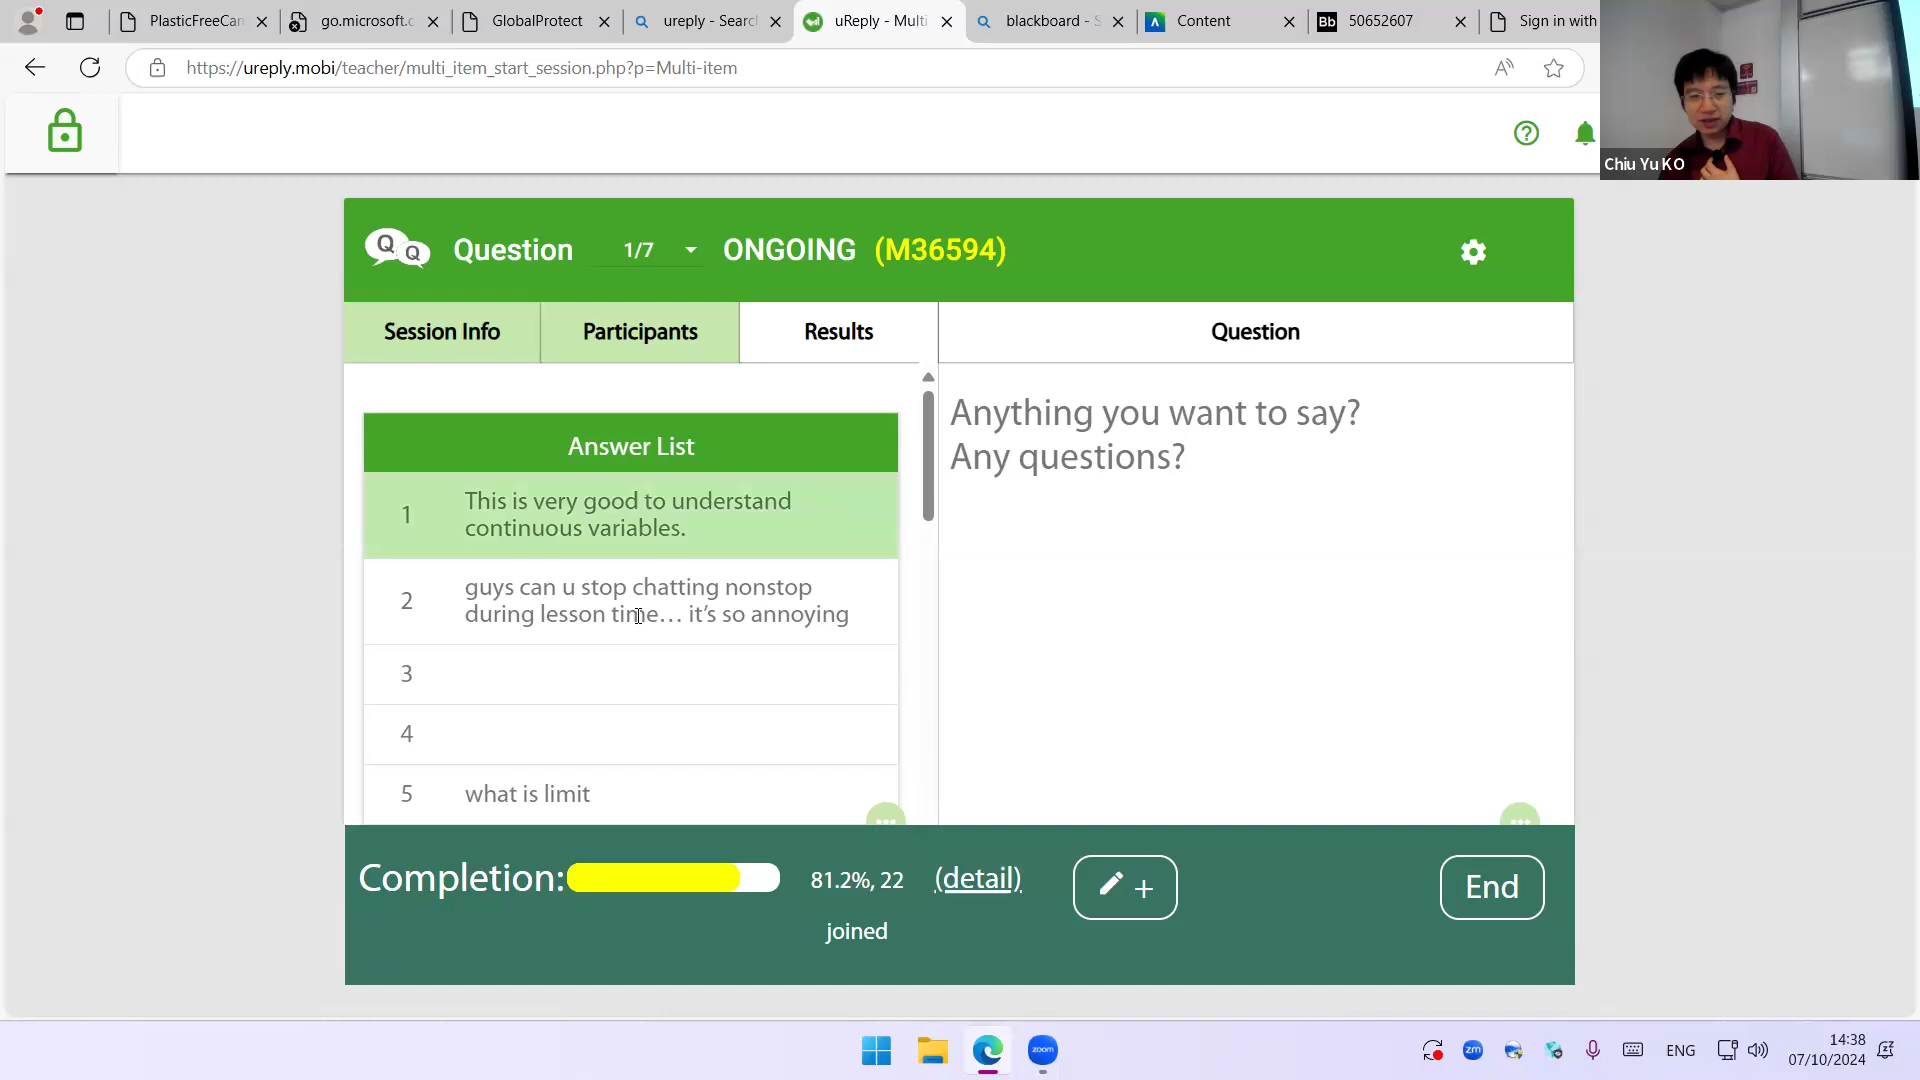 PlasticFreeCan
go.microsoft.c
GlobalProtect
ureply - Searc
uReply - Multi
blackboard - S
Content
Bb
50652607
Sign in with
https://ureply.mobi/teacher/multi_item_start_session.php?p=Multi-item
Chiu Yu KO
Q
Q
Question 1/7 ONGOING (M36594)
Session Info
Participants
Results
Question
Answer List
1 This is very good to understand
continuous variables.
2 guys can u stop chatting nonstop
during lesson time… it’s so annoying
3
4
5 what is limit
Anything you want to say?
Any questions?
Completion: 81.2%, 22
joined
(detail)
+
End
zoom
zm
ENG
14:38
07/10/2024